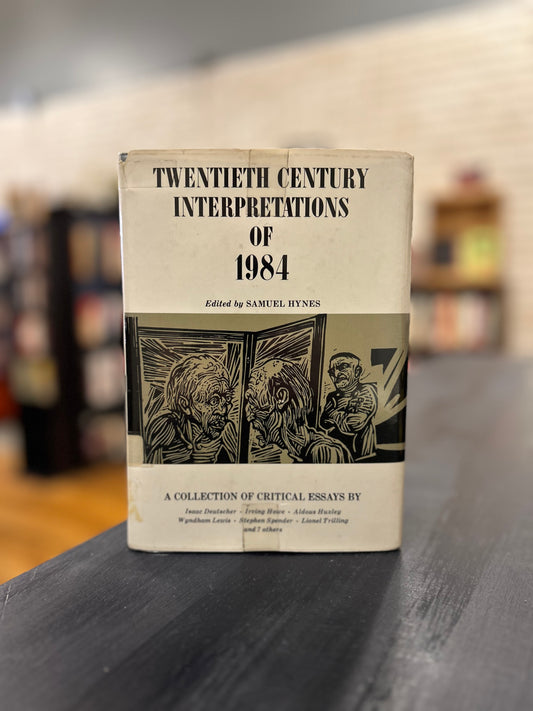 TWENTIETH CENTURY
INTERPRETATIONS
OF
1984
Edited by SAMUEL HYNES
A COLLECTION OF CRITICAL ESSAYS BY
Isaac Deutscher - Irving Howe - Aldous Huxley
Wyndham Lewis - Stephen Spender - Lionel Trilling
and 7 others